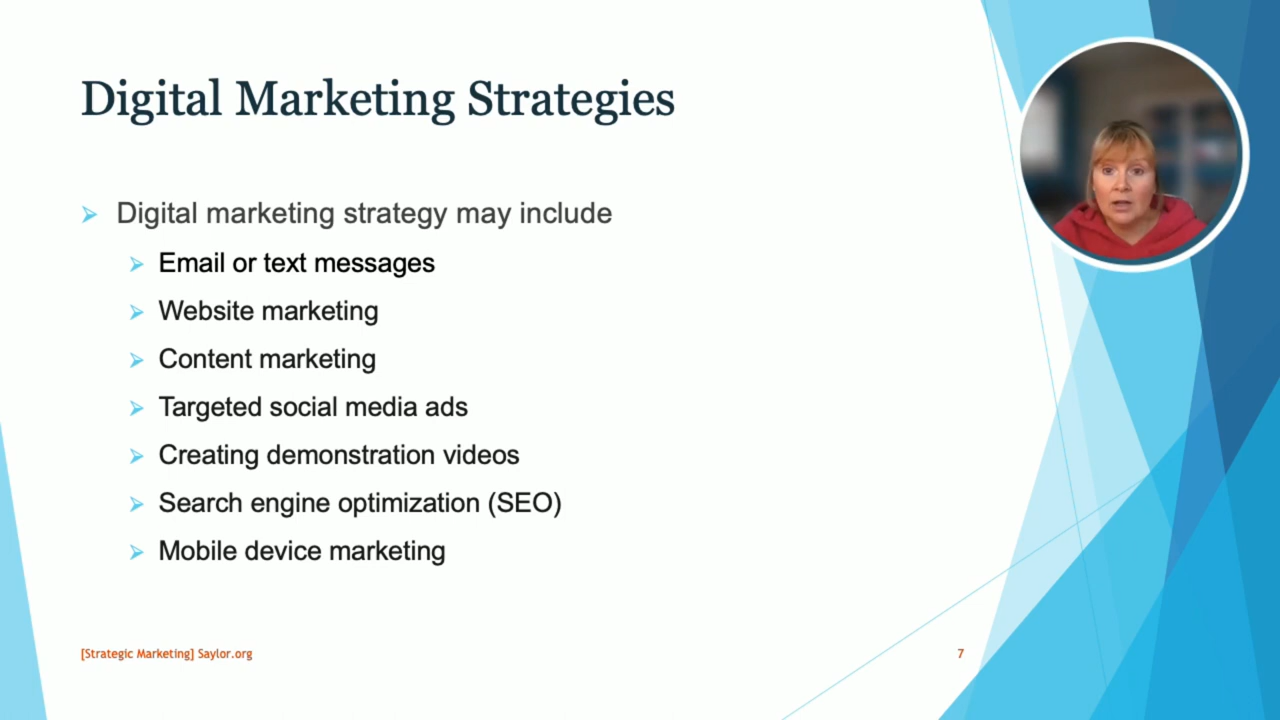 Digital Marketing Strategies
Digital marketing strategy may include
Email or text messages
Website marketing
Content marketing
Targeted social media ads
Creating demonstration videos
Search engine optimization (SEO)
Mobile device marketing
[Strategic Marketing] Saylor.org
7